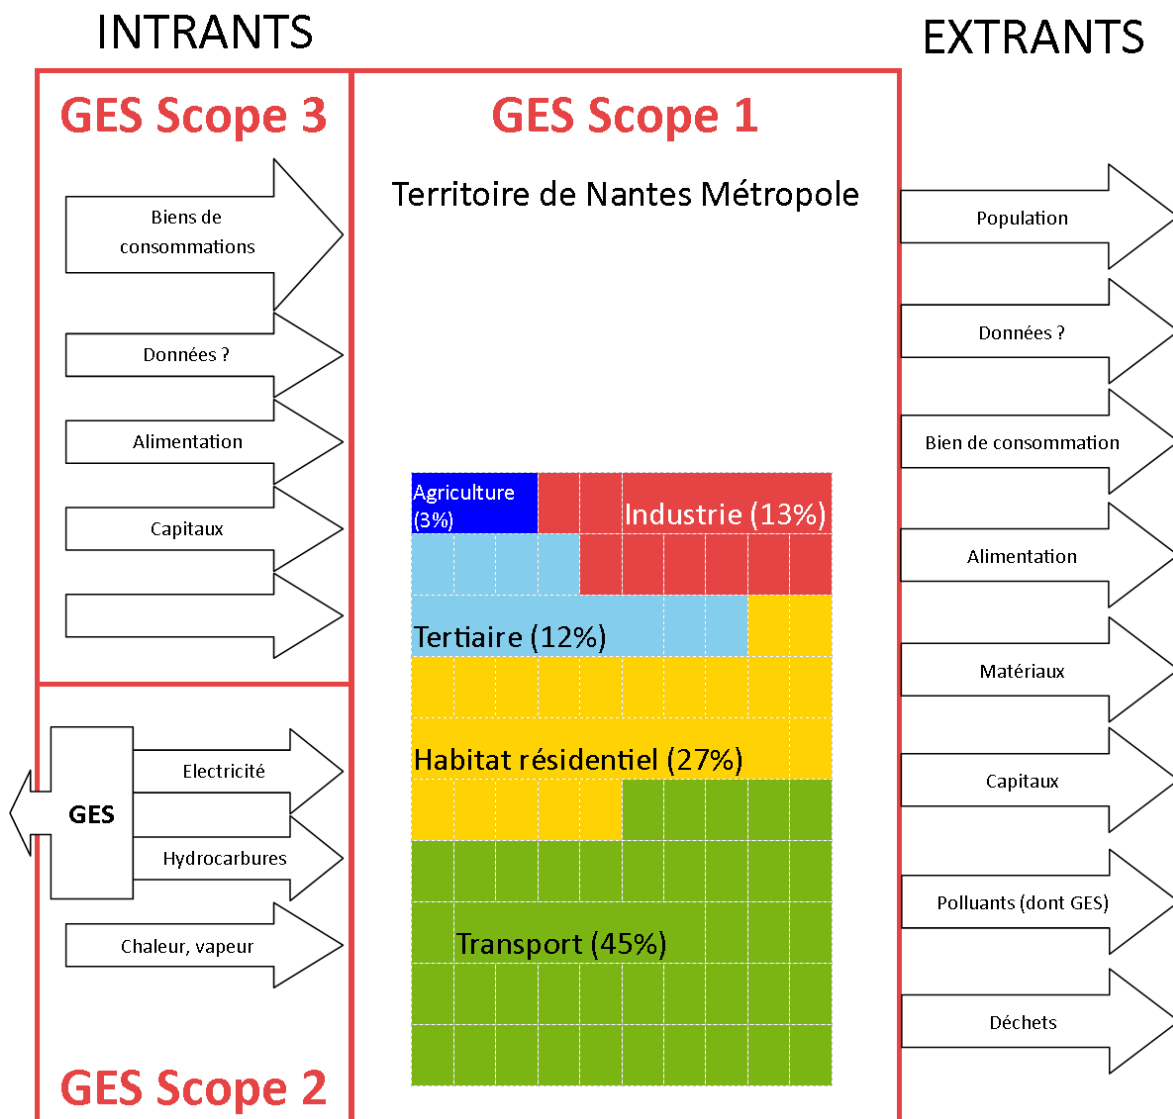 INTRANTS
EXTRANTS
GES Scope 3
Biens de
consommations
Données ?
Alimentation
Capitaux
GES
Electricité
Hydrocarbures
Chaleur, vapeur
GES Scope 2
GES Scope 1
Territoire de Nantes Métropole
Agriculture
(3%)
Industrie (13%)
Tertiaire (12%)
Habitat résidentiel (27%)
Transport (45%)
Population
Données ?
Bien de consommation
Alimentation
Matériaux
Capitaux
Polluants (dont GES)
Déchets